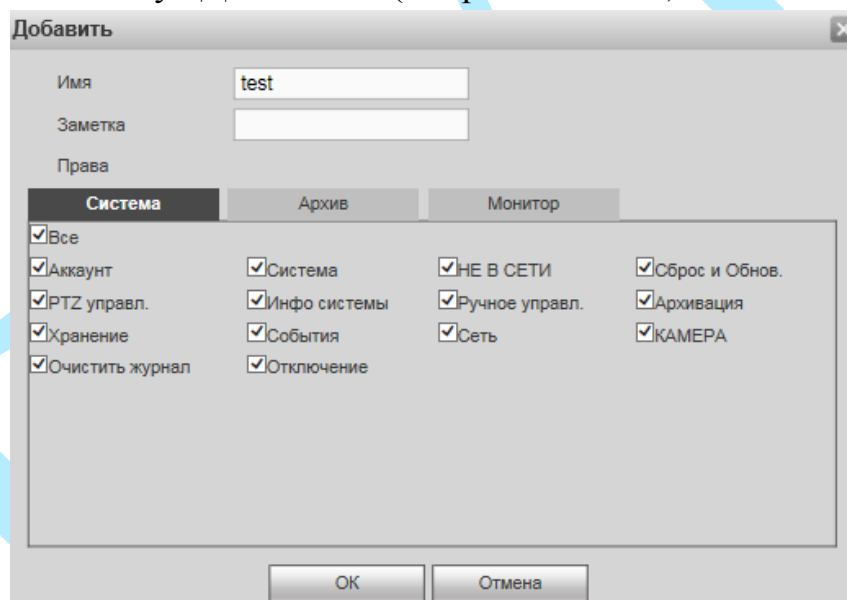 Добавить
Имя test
Заметка
Права
Система Архив Монитор
Все
Аккаунт Система НЕ В СЕТИ Сброс и Обнов.
PTZ управл. Инфо системы Ручное управл. Архивация
Хранение События Сеть КАМЕРА
Очистить журнал Отключение
ОК Отмена